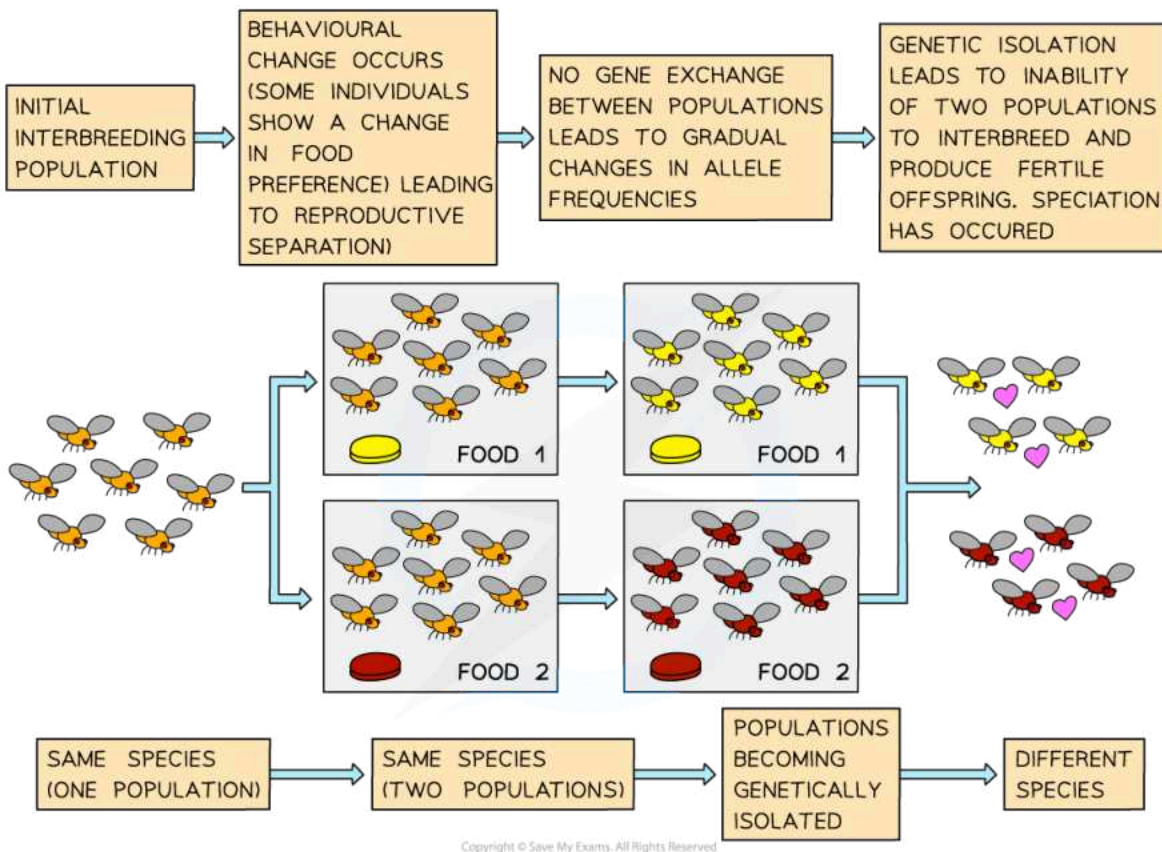 INITIAL
INTERBREEDING
POPULATION
BEHAVIOURAL
CHANGE OCCURS
(SOME INDIVIDUALS
SHOW A CHANGE
IN FOOD
PREFERENCE) LEADING
TO REPRODUCTIVE
SEPARATION)
NO GENE EXCHANGE
BETWEEN POPULATIONS
LEADS TO GRADUAL
CHANGES IN ALLELE
FREQUENCIES
GENETIC ISOLATION
LEADS TO INABILITY
OF TWO POPULATIONS
TO INTERBREED AND
PRODUCE FERTILE
OFFSPRING. SPECIATION
HAS OCCURED
FOOD 1
FOOD 1
FOOD 2
FOOD 2
SAME SPECIES
(ONE POPULATION)
SAME SPECIES
(TWO POPULATIONS)
POPULATIONS
BECOMING
GENETICALLY
ISOLATED
DIFFERENT
SPECIES
Copyright © Save My Exams. All Rights Reserved